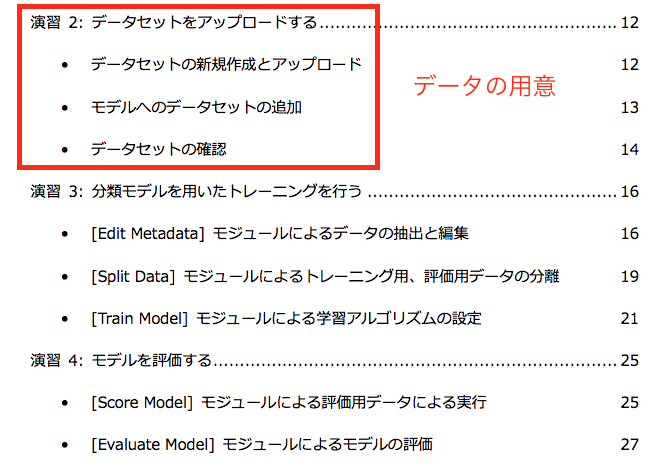 演習 2: データセットをアップロードする.......................................................... 12
• データセットの新規作成とアップロード 12
データの用意
• モデルへのデータセットの追加 13
• データセットの確認 14
演習 3: 分類モデルを用いたトレーニングを行う ................................................ 16
• [Edit Metadata] モジュールによるデータの抽出と編集 16
• [Split Data] モジュールによるトレーニング用、評価用データの分離 19
• [Train Model] モジュールによる学習アルゴリズムの設定 21
演習 4: モデルを評価する............................................................................ 25
• [Score Model] モジュールによる評価用データによる実行 25
• [Evaluate Model] モジュールによるモデルの評価 27